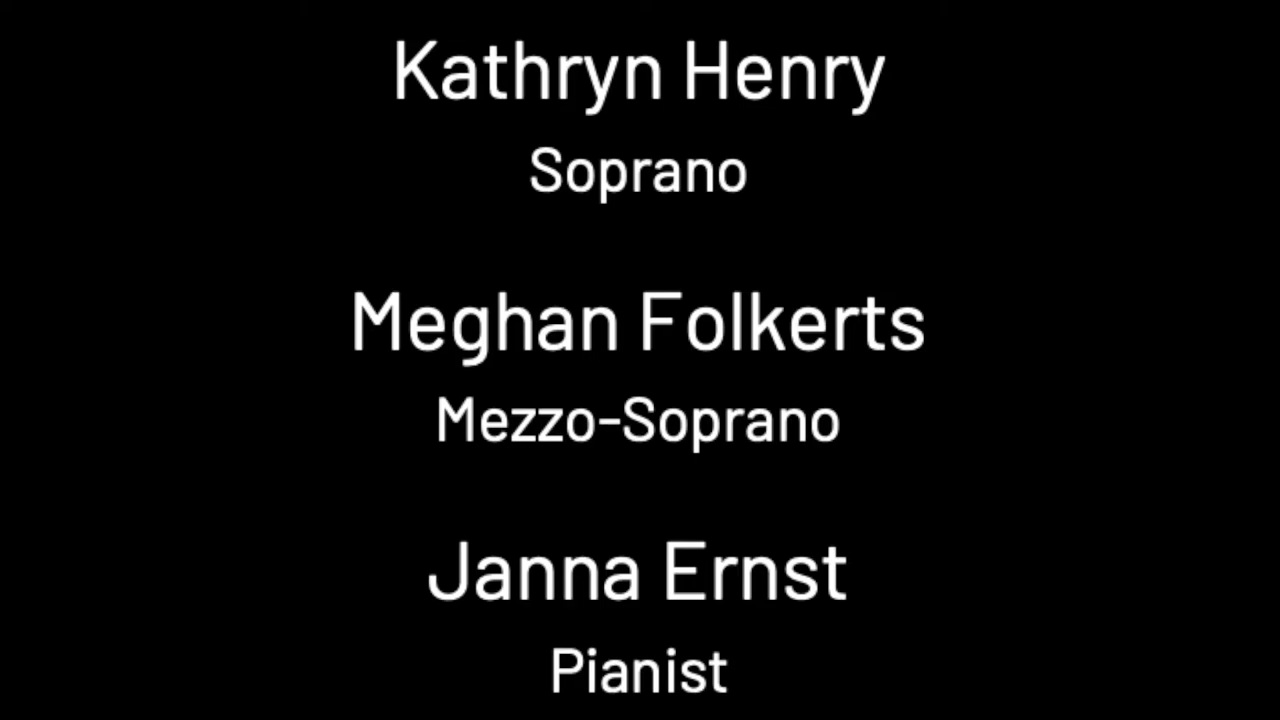 Kathryn Henry
Soprano
Meghan Folkerts
Mezzo-Soprano
Janna Ernst
Pianist